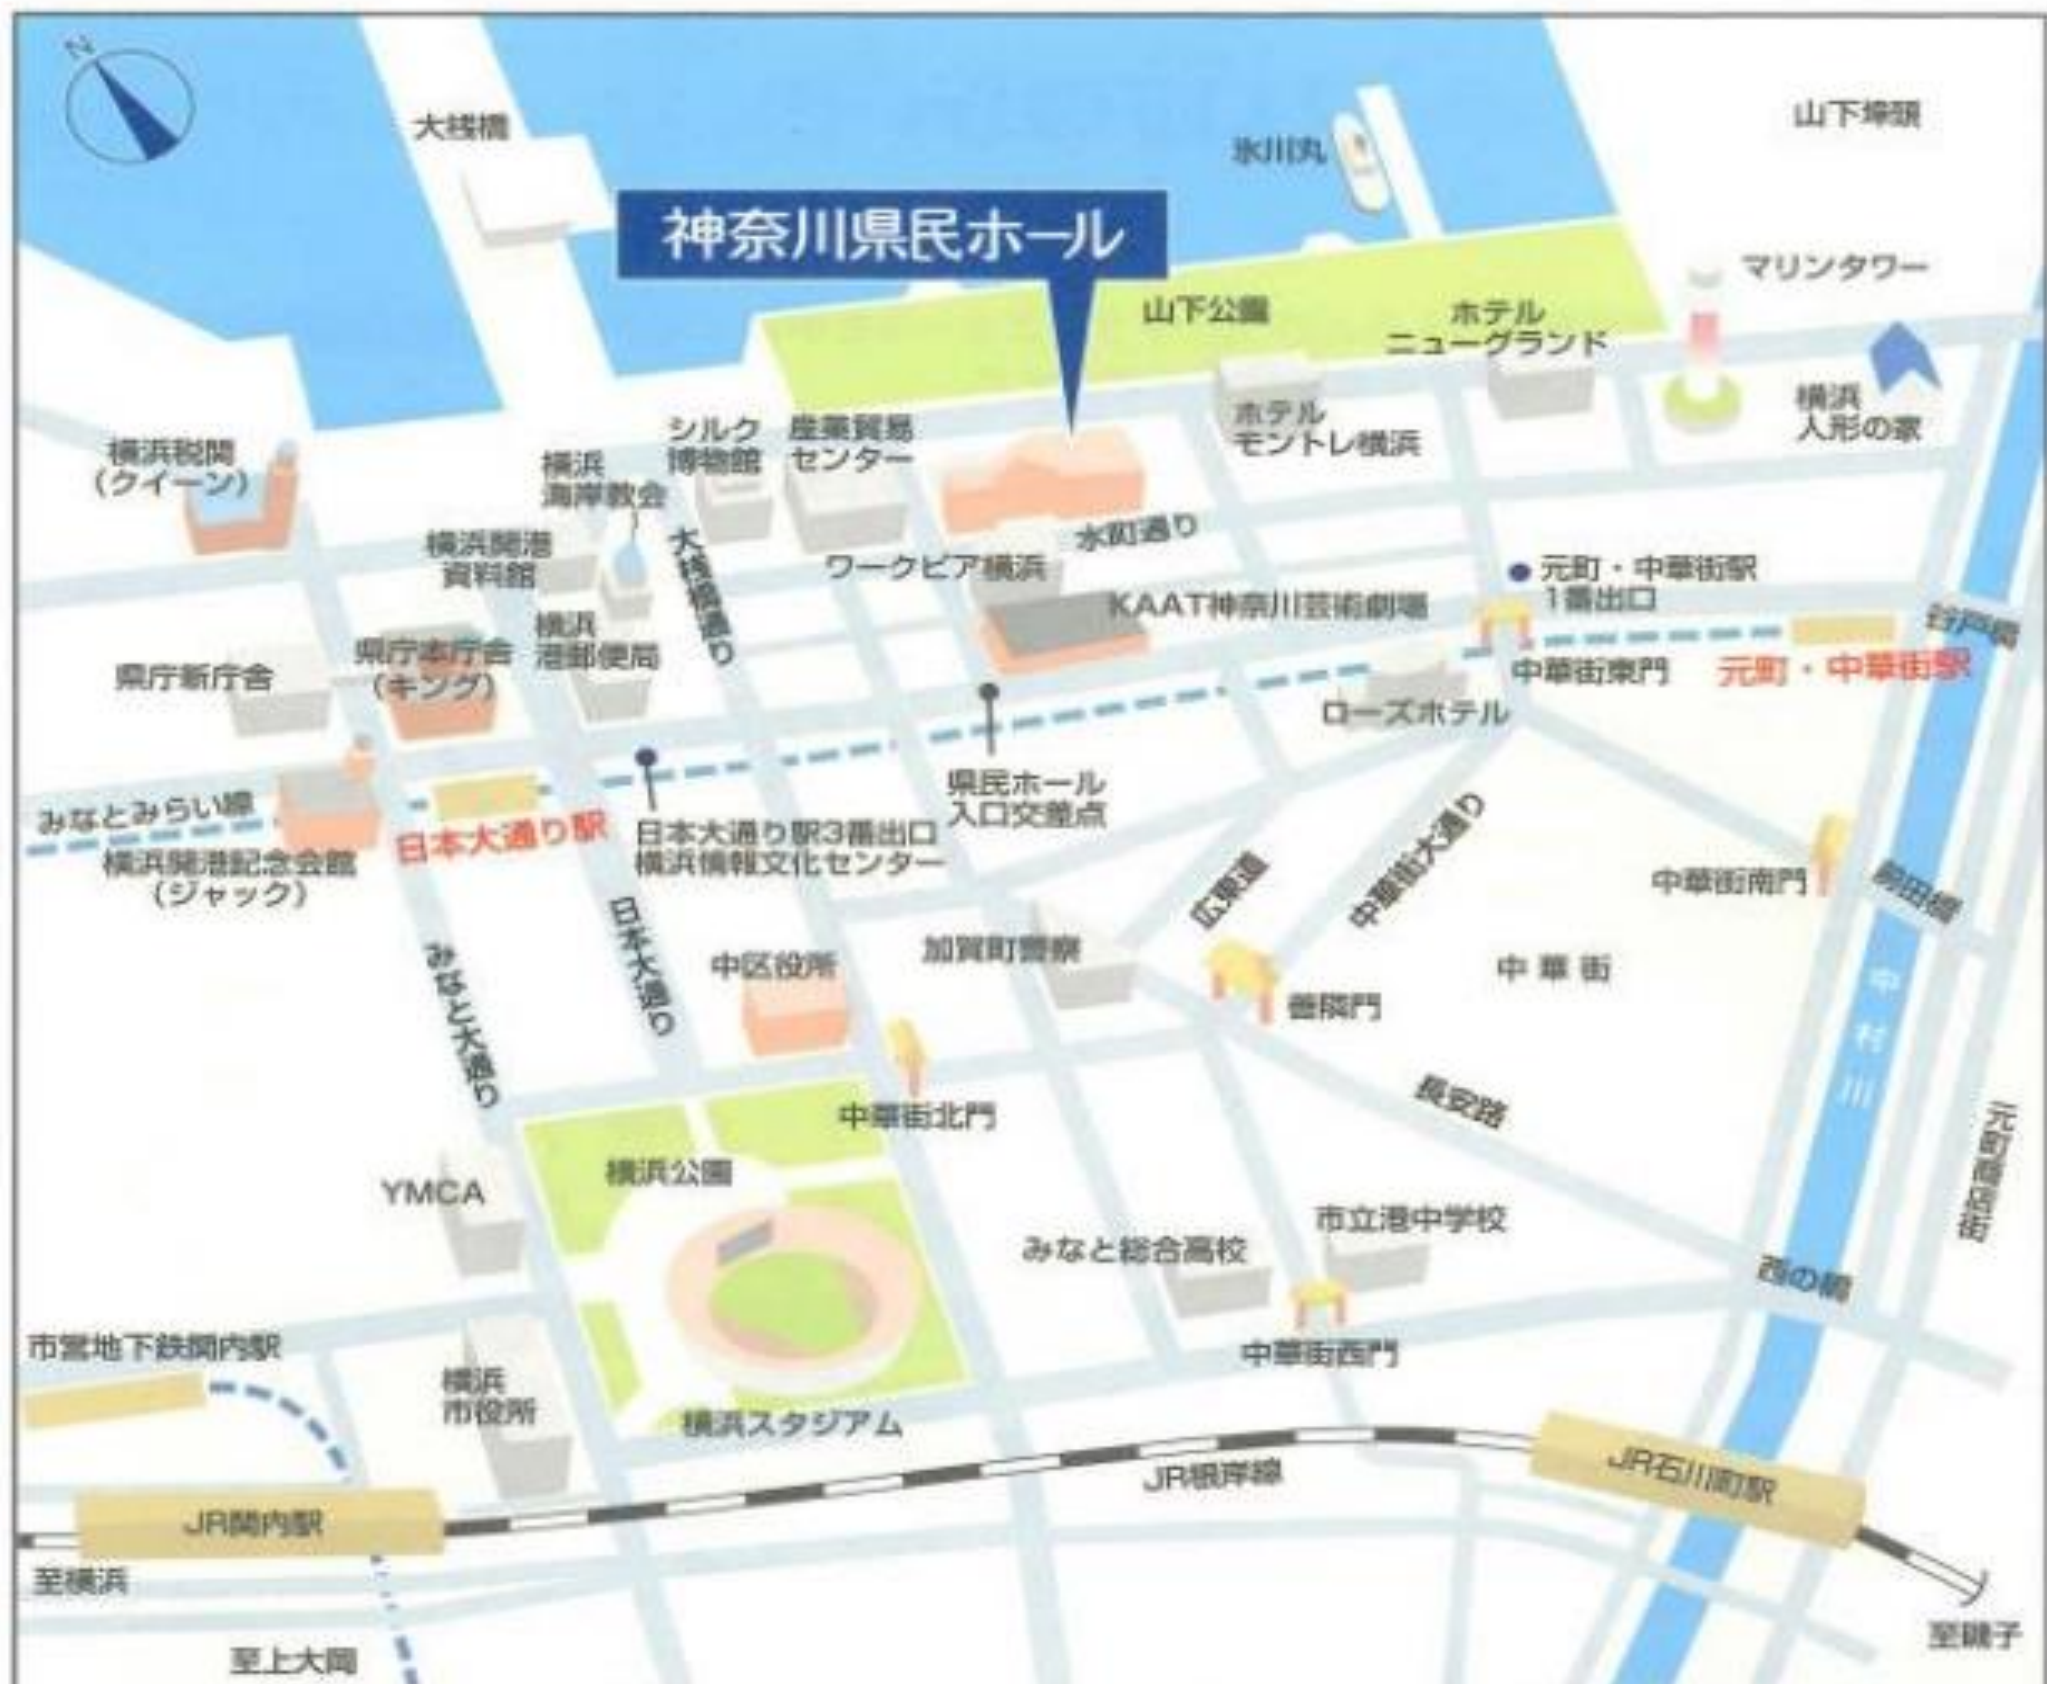 N
大桟橋
氷川丸
山下埠頭
神奈川県民ホール
マリンタワー
山下公園
ホテル
ニューグランド
横浜
人形の家
ホテル
モントレ横浜
シルク
博物館
産業貿易
センター
横浜税関
(クイーン)
横浜
海岸教会
横浜開港
資料館
大桟橋通り
水町通り
ワークピア横浜
KAAT神奈川芸術劇場
元町・中華街駅
1番出口
谷戸橋
県庁新庁舎
県庁本庁舎
(キング)
横浜
港郵便局
中華街東門
元町・中華街駅
ローズホテル
みなとみらい線
横浜開港記念会館
(ジャック)
日本大通り駅
日本大通り駅3番出口
横浜情報文化センター
県民ホール
入口交差点
広東道
中華街大通り
中華街南門
前田橋
みなと大通り
日本大通り
中区役所
加賀町警察
善隣門
中華街
中村川
中華街北門
長安路
元町商店街
横浜公園
YMCA
みなと総合高校
市立港中学校
西の橋
中華街西門
市営地下鉄関内駅
横浜
市役所
横浜スタジアム
JR根岸線
JR石川町駅
JR関内駅
至横浜
至上大岡
至磯子